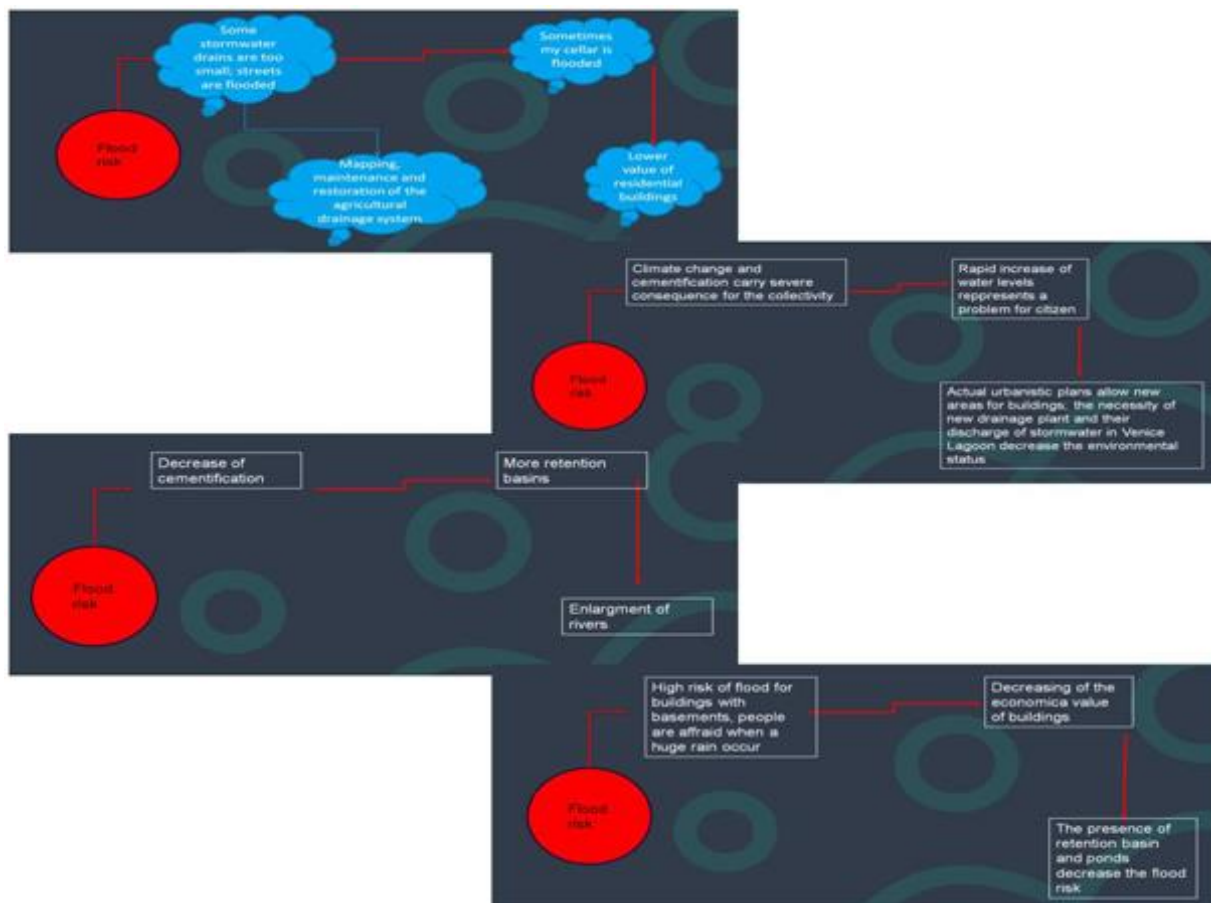 Some
stormwater
drains are too
small; streets
are flooded
Sometimes
my cellar is
flooded
Flood
risk
Mapping,
maintenance and
restoration of the
agricultural
drainage system
Lower
value of
residential
buildings
Climate change and
cementification carry severe
consequence for the collectivity
Rapid increase of
water levels
reppresents a
problem for citizen
Flood
risk
Actual urbanistic plans allow new
areas for buildings; the necessity of
new drainage plant and their
discharge of stormwater in Venice
Lagoon decrease the environmental
status
Decrease of
cementification
More retention
basins
Flood
risk
Enlargment of
rivers
High risk of flood for
buildings with
basements, people
are affraid when a
huge rain occur
Decreasing of the
economica value
of buildings
Flood
risk
The presence of
retention basin
and ponds
decrease the flood
risk